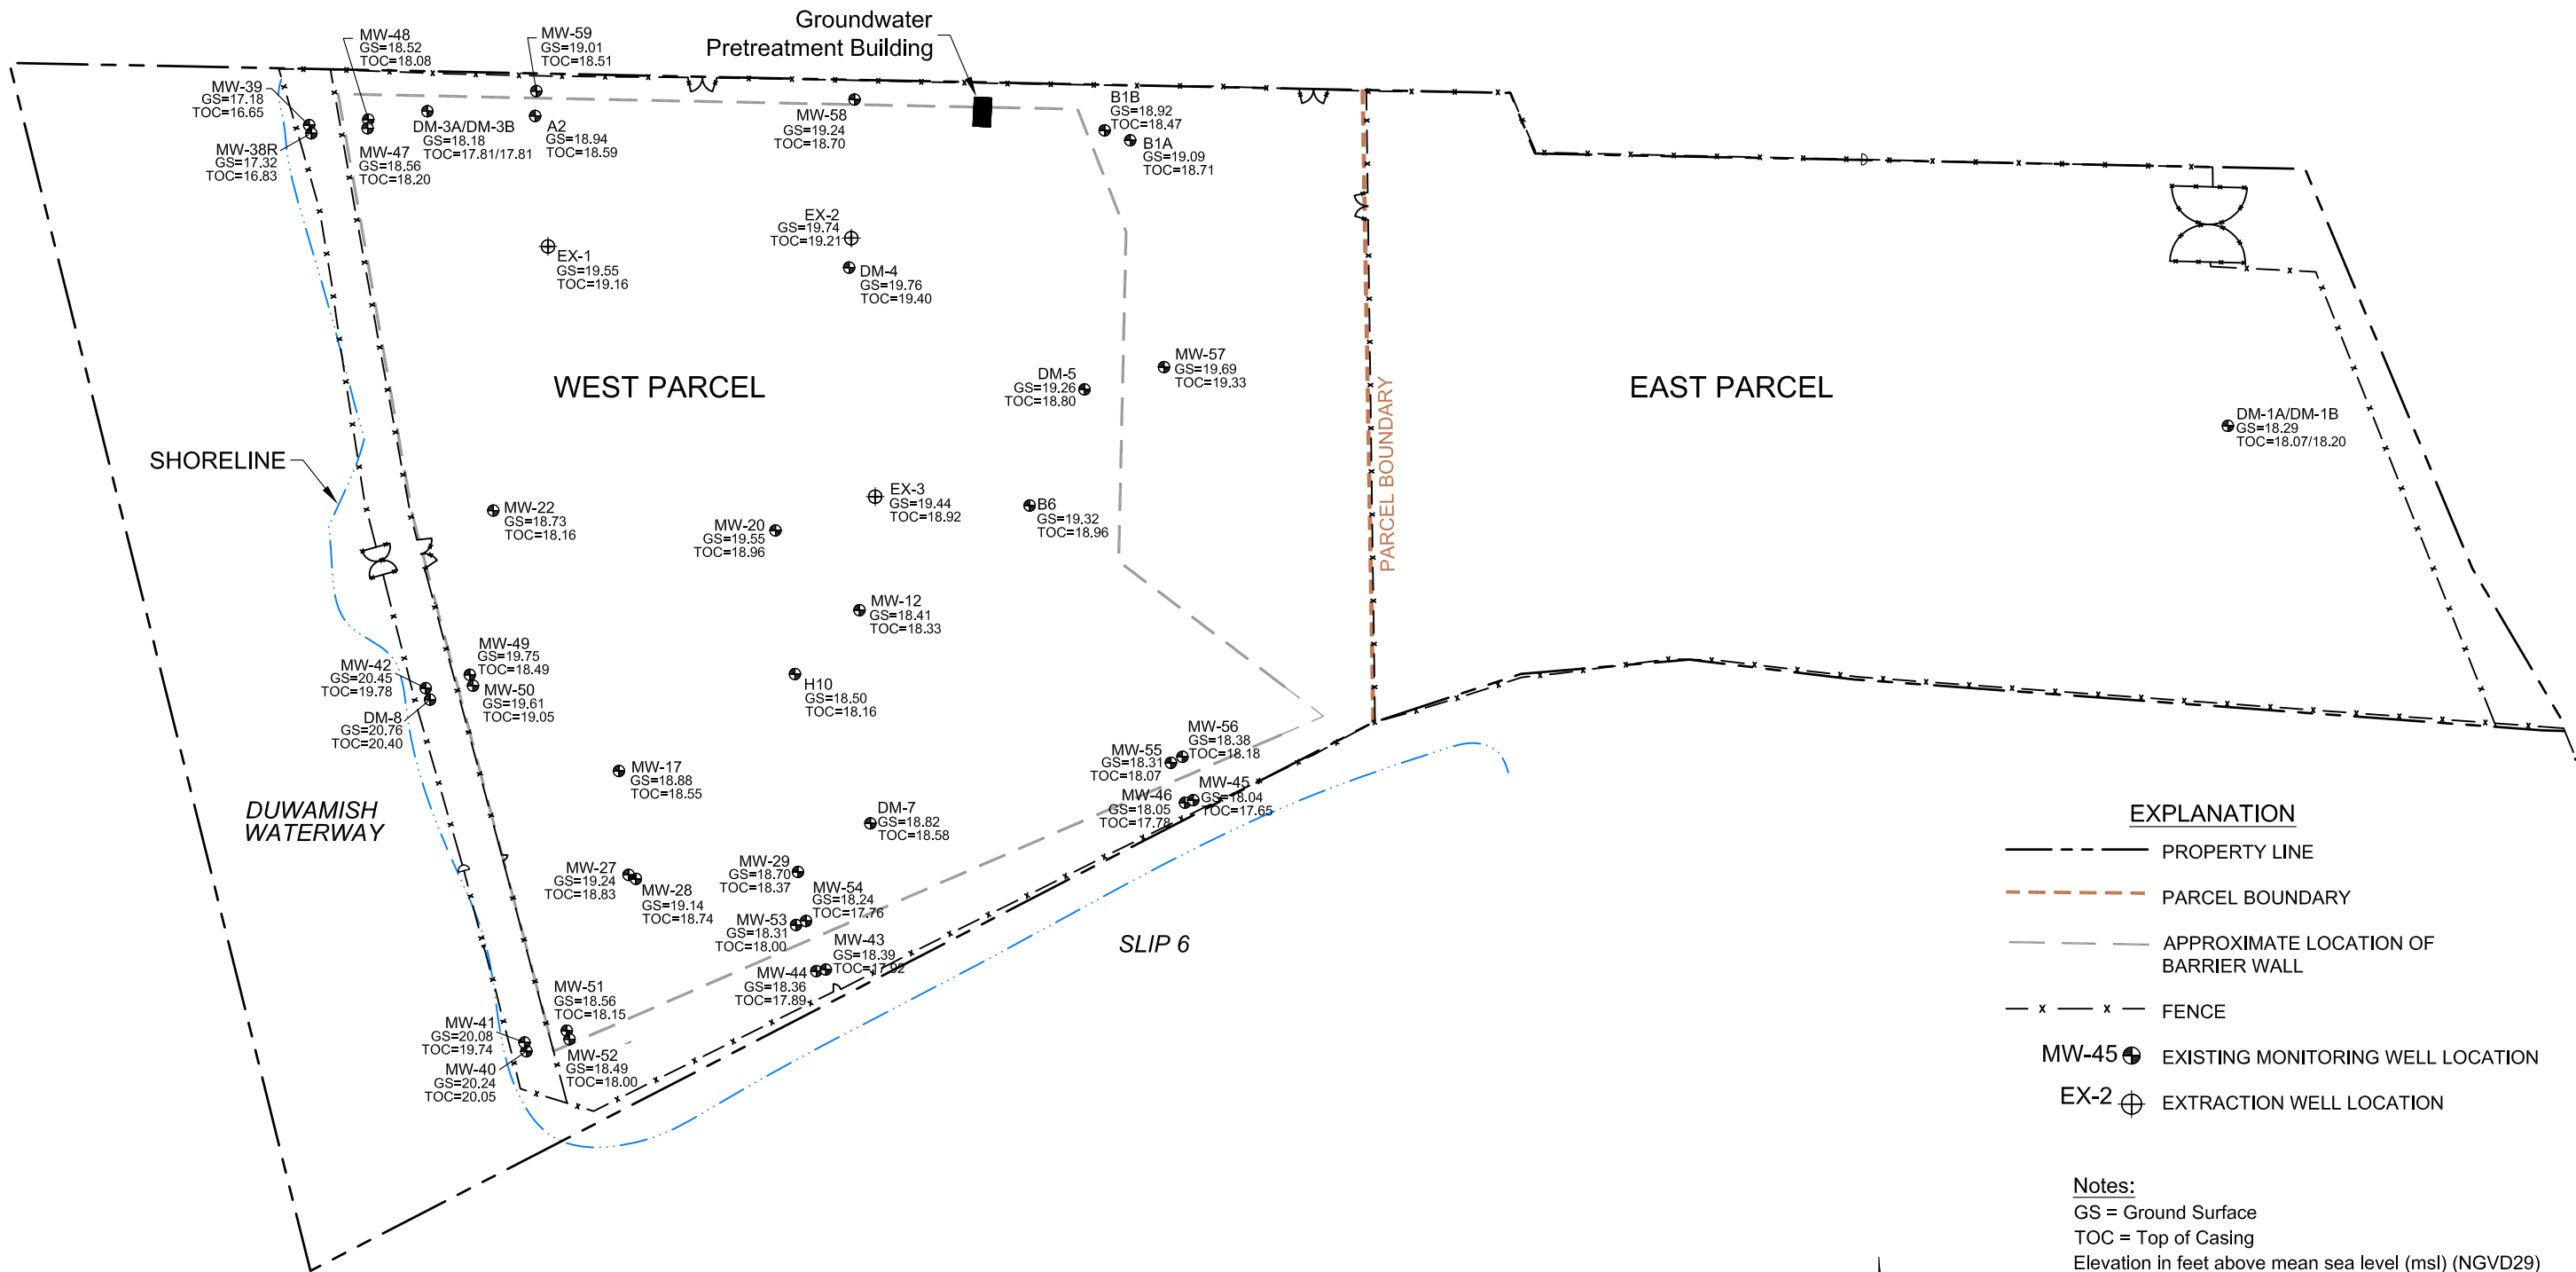 Groundwater
Pretreatment Building
MW-48
GS=18.52
TOC=18.08
MW-59
GS=19.01
TOC=18.51
MW-39
GS=17.18
TOC=16.65
MW-38R
GS=17.32
TOC=16.83
MW-47
GS=18.56
TOC=18.20
DM-3A/DM-3B
GS=18.18
TOC=17.81/17.81
A2
GS=18.94
TOC=18.59
MW-58
GS=19.24
TOC=18.70
B1B
GS=18.92
TOC=18.47
B1A
GS=19.09
TOC=18.71
EX-1
GS=19.55
TOC=19.16
EX-2
GS=19.74
TOC=19.21
DM-4
GS=19.76
TOC=19.40
WEST PARCEL
DM-5
GS=19.26
TOC=18.80
MW-57
GS=19.69
TOC=19.33
PARCEL BOUNDARY
EAST PARCEL
DM-1A/DM-1B
GS=18.29
TOC=18.07/18.20
SHORELINE
MW-22
GS=18.73
TOC=18.16
MW-20
GS=19.55
TOC=18.96
EX-3
GS=19.44
TOC=18.92
B6
GS=19.32
TOC=18.96
MW-12
GS=18.41
TOC=18.33
MW-49
GS=19.75
TOC=18.49
MW-42
GS=20.45
TOC=19.78
MW-50
GS=19.61
TOC=19.05
DM-8
GS=20.76
TOC=20.40
H10
GS=18.50
TOC=18.16
MW-56
GS=18.38
TOC=18.18
MW-55
GS=18.31
TOC=18.07
MW-45
GS=18.04
TOC=17.65
MW-46
GS=18.05
TOC=17.78
MW-17
GS=18.88
TOC=18.55
DUWAMISH
WATERWAY
DM-7
GS=18.82
TOC=18.58
MW-27
GS=19.24
TOC=18.83
MW-28
GS=19.14
TOC=18.74
MW-29
GS=18.70
TOC=18.37
MW-54
GS=18.24
TOC=17.76
MW-53
GS=18.31
TOC=18.00
MW-43
GS=18.39
TOC=17.92
MW-44
GS=18.36
TOC=17.89
SLIP 6
MW-51
GS=18.56
TOC=18.15
MW-41
GS=20.08
TOC=19.74
MW-40
GS=20.24
TOC=20.05
MW-52
GS=18.49
TOC=18.00
EXPLANATION
PROPERTY LINE
PARCEL BOUNDARY
APPROXIMATE LOCATION OF
BARRIER WALL
FENCE
MW-45 EXISTING MONITORING WELL LOCATION
EX-2 EXTRACTION WELL LOCATION
Notes:
GS = Ground Surface
TOC = Top of Casing
Elevation in feet above mean sea level (msl) (NGVD29)